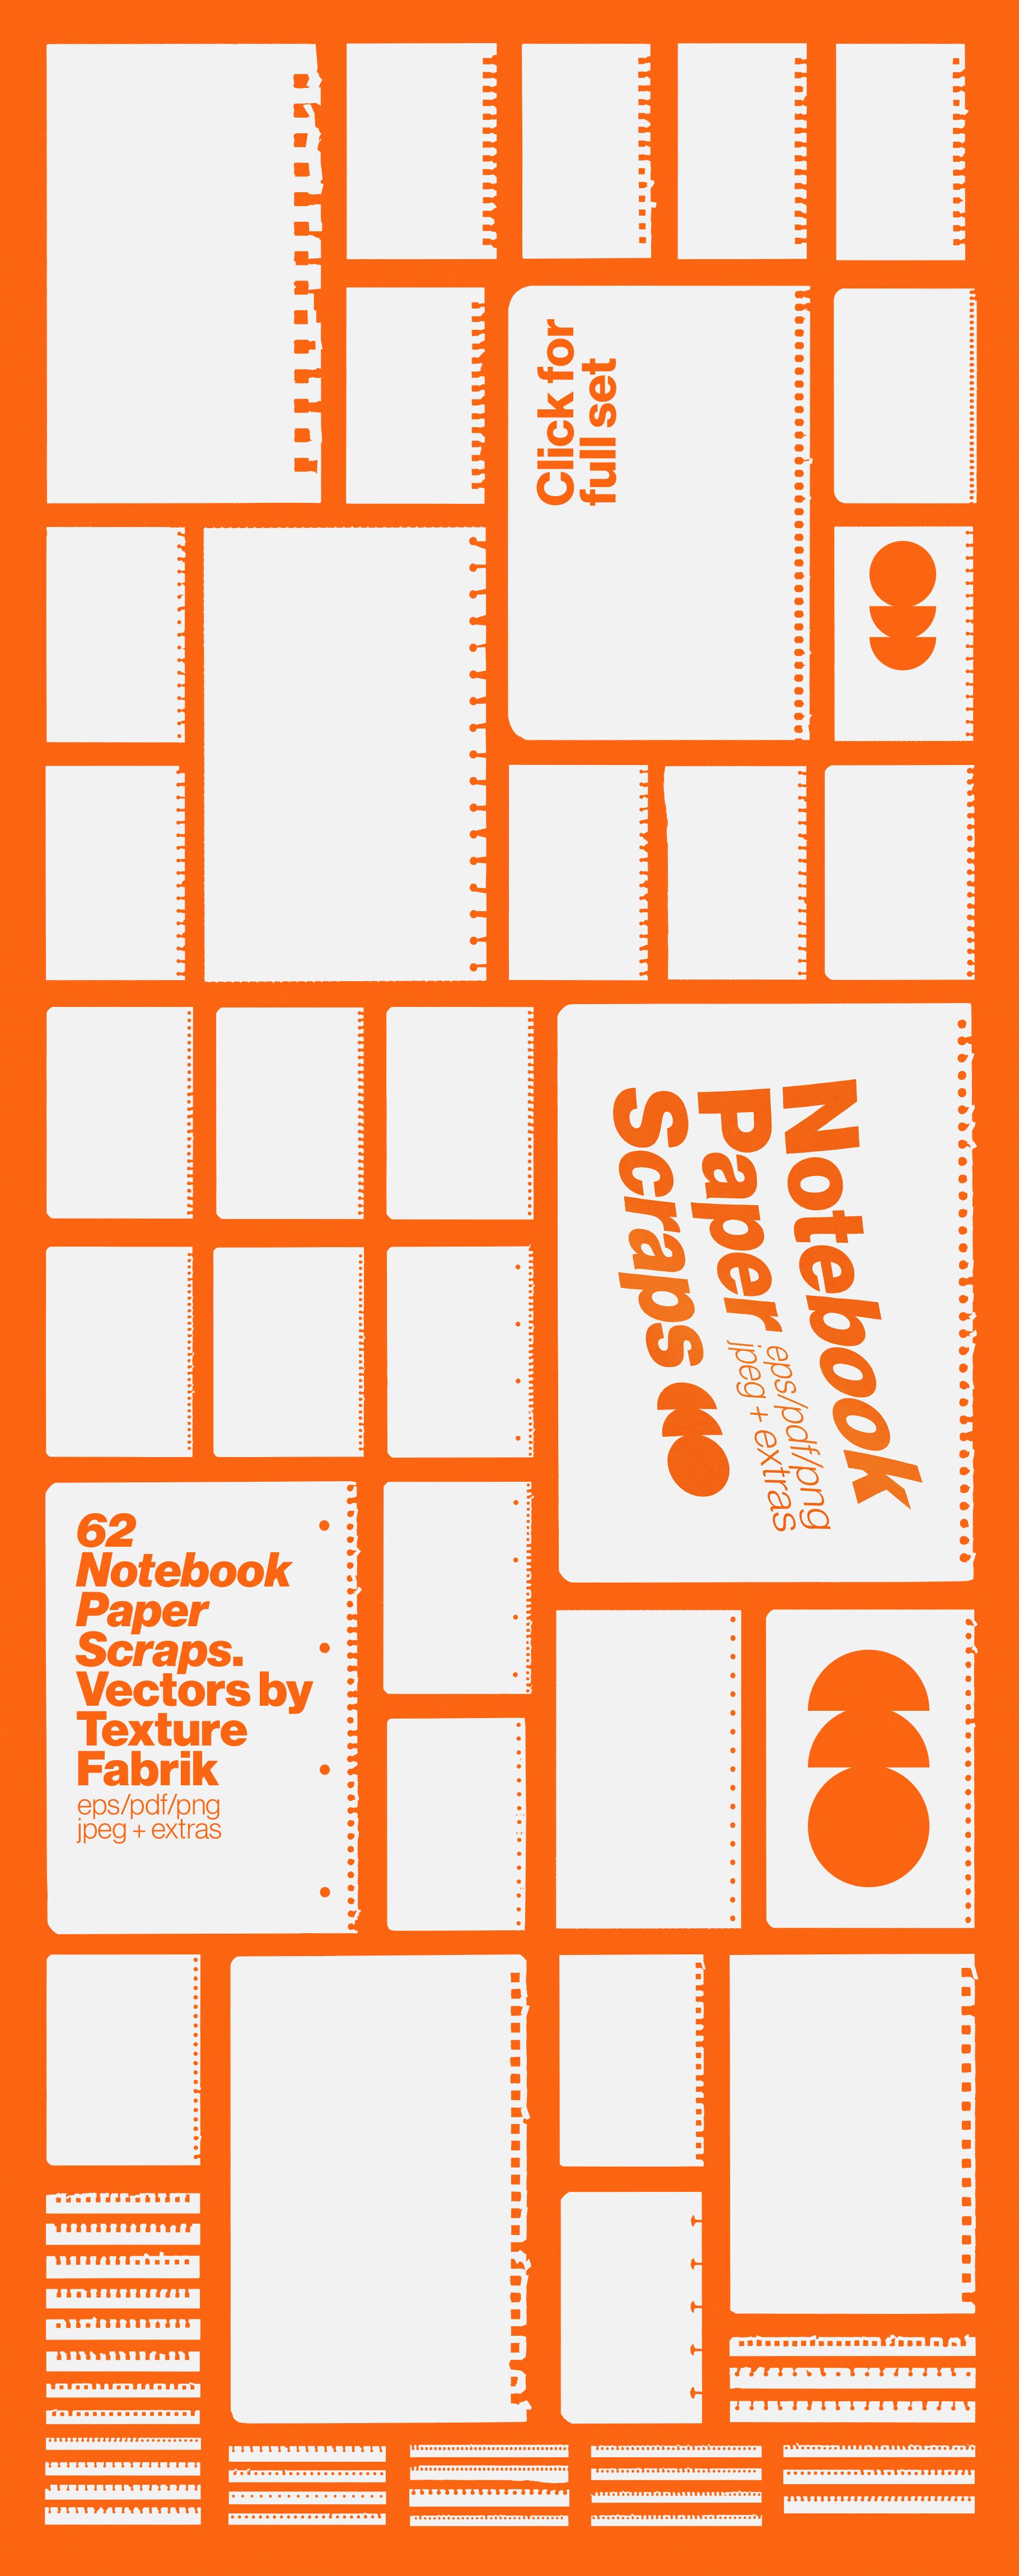 Click for
full set
Notebook
Paper
Scraps
eps/pdf/png
jpeg + extras
62
Notebook
Paper
Scraps.
Vectors by
Texture
Fabrik
eps/pdf/png
jpeg + extras